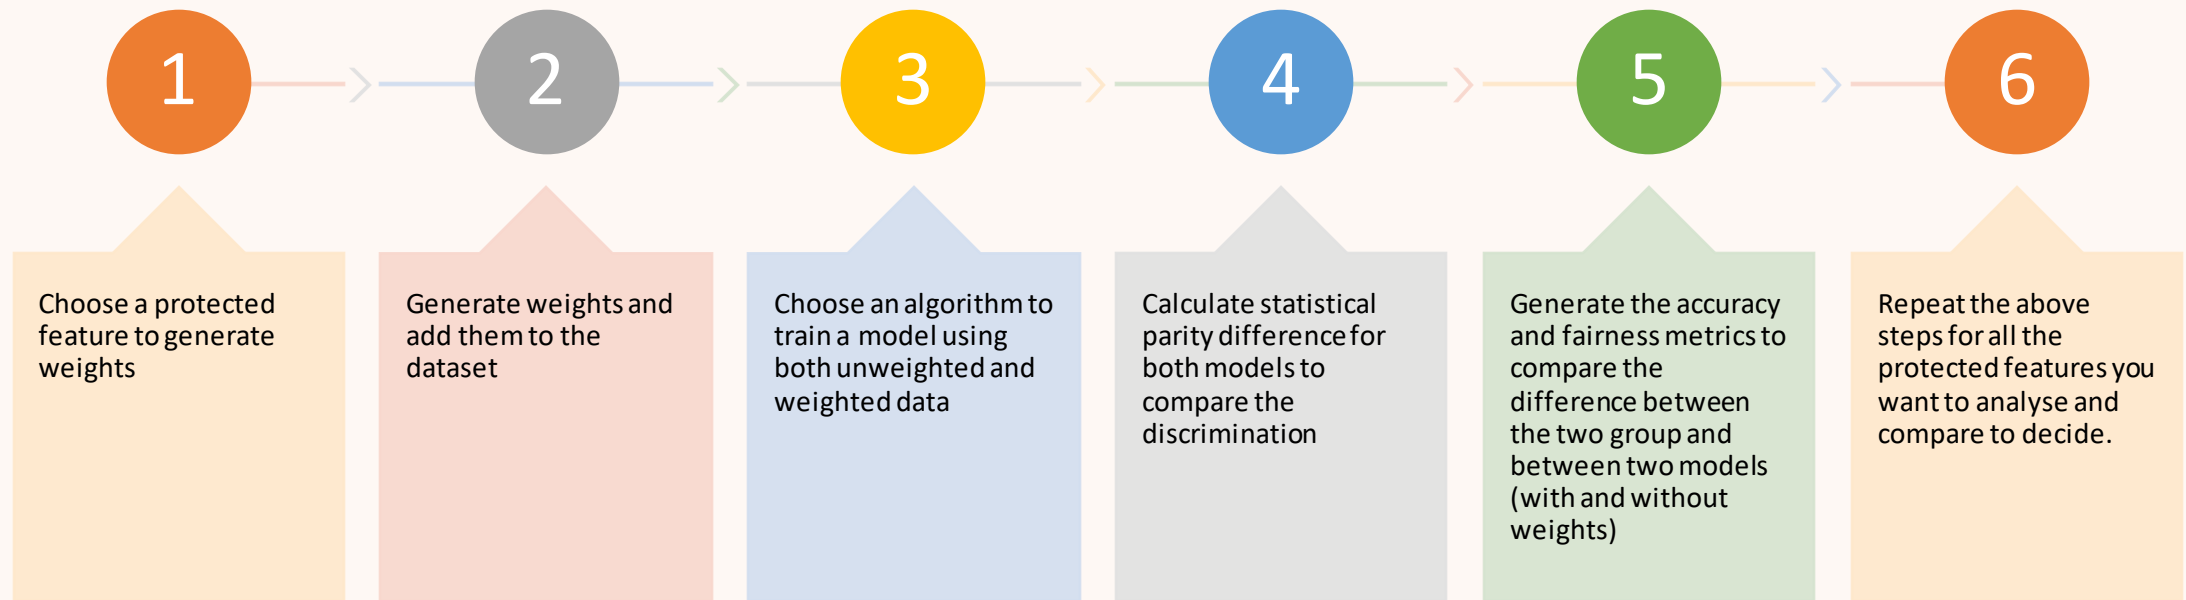 1
2
3
4
5
6
Choose a protected
feature to generate
weights
Generate weights and
add them to the
dataset
Choose an algorithm to
train a model using
both unweighted and
weighted data
Calculate statistical
parity difference for
both models to
compare the
discrimination
Generate the accuracy
and fairness metrics to
compare the
difference between
the two group and
between two models
(with and without
weights)
Repeat the above
steps for all the
protected features you
want to analyse and
compare to decide.